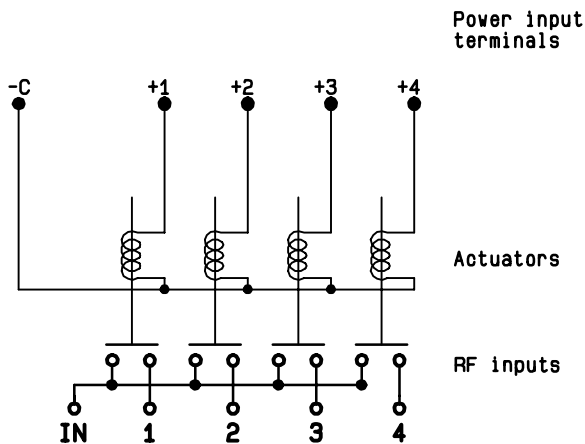 Power input
terminals
-C +1 +2 +3 +4
Actuators
RF inputs
IN 1 2 3 4